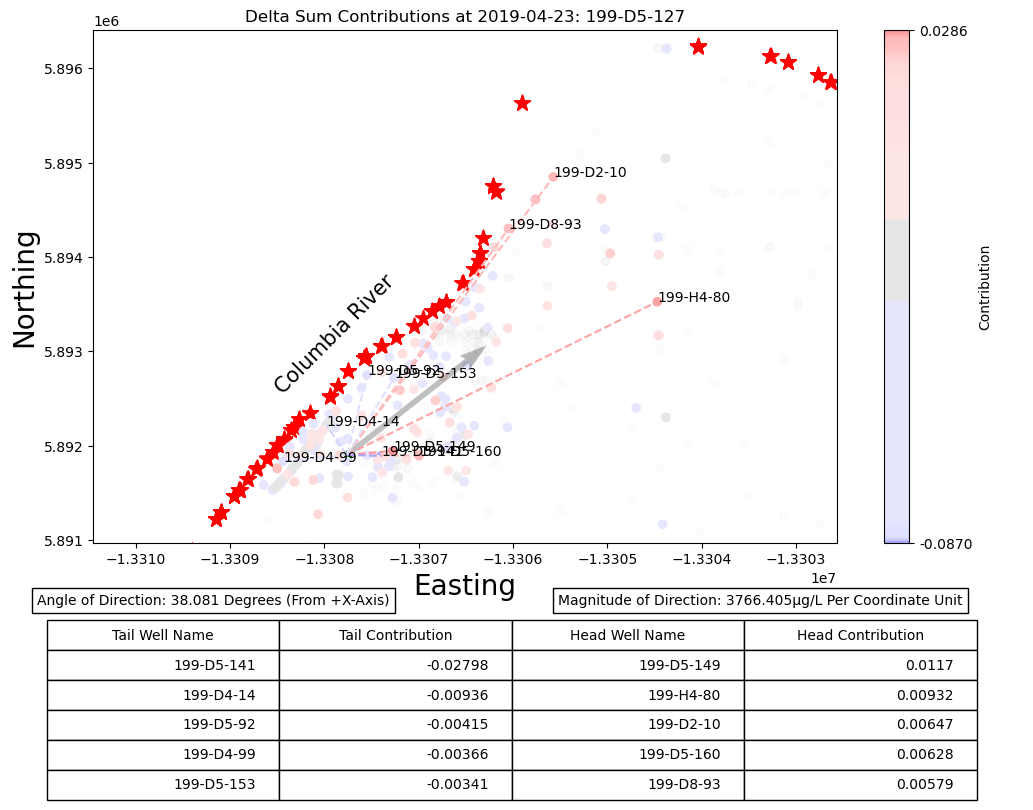 Delta Sum Contributions at 2019-04-23: 199-D5-127
1e6
0.0286
5.896
5.895
5.894
5.893
5.892
5.891
Northing
Columbia River
199-D2-10
199-D8-93
199-H4-80
199-D5-92
199-D5-153
199-D4-14
199-D5-149
199-D4-99
199-D5-141
199-D5-160
Contribution
-0.0870
−1.3310
−1.3309
−1.3308
−1.3307
−1.3306
−1.3305
−1.3304
−1.3303
1e7
Easting
Angle of Direction: 38.081 Degrees (From +X-Axis)
Magnitude of Direction: 3766.405μg/L Per Coordinate Unit
Tail Well Name Tail Contribution Head Well Name Head Contribution
199-D5-141 -0.02798 199-D5-149 0.0117
199-D4-14 -0.00936 199-H4-80 0.00932
199-D5-92 -0.00415 199-D2-10 0.00647
199-D4-99 -0.00366 199-D5-160 0.00628
199-D5-153 -0.00341 199-D8-93 0.00579